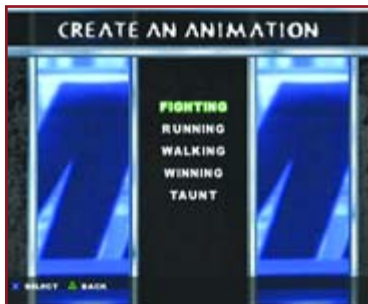 CREATE AN ANIMATION
FIGHTING
RUNNING
WALKING
WINNING
TAUNT
X SELECT △ BACK